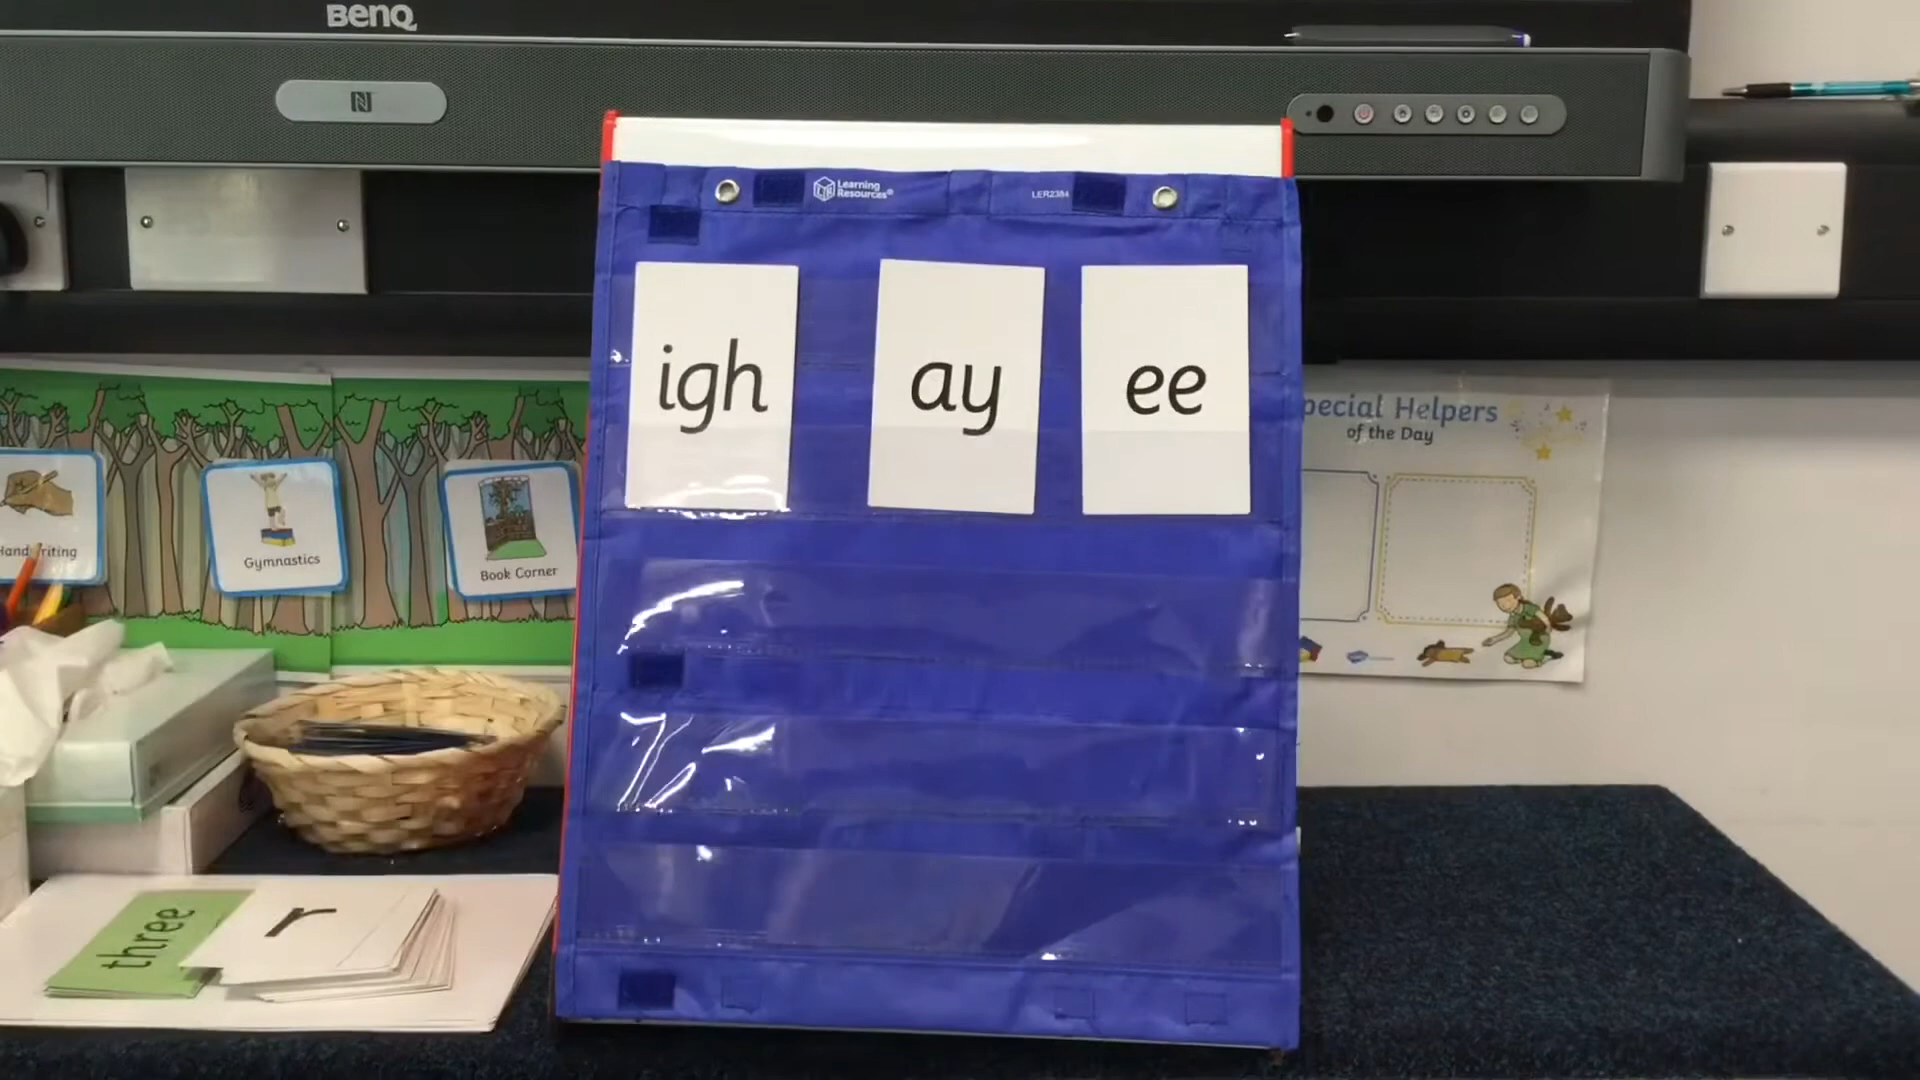 BenQ
Learning
Resources®
LER2384
igh
ay
ee
pecial Helpers
of the Day
Handwriting
Gymnastics
Book Corner
three
r